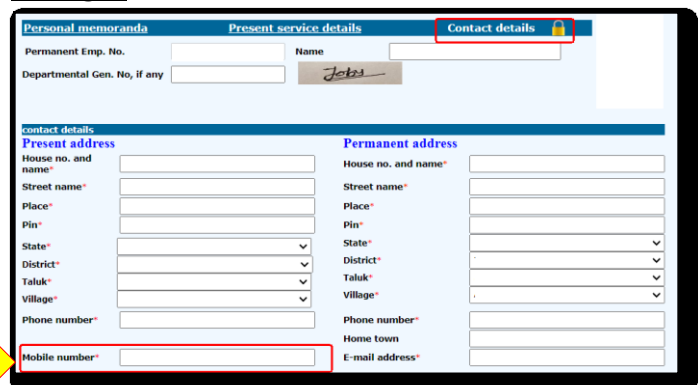 Personal memoranda Present service details Contact details
Permanent Emp. No. Name
Departmental Gen. No, if any
contact details
Present address Permanent address
House no. and name* House no. and name*
Street name* Street name*
Place* Place*
Pin* Pin*
State* State*
District* District*
Taluk* Taluk*
Village* Village*
Phone number* Phone number*
Home town
Mobile number* E-mail address*